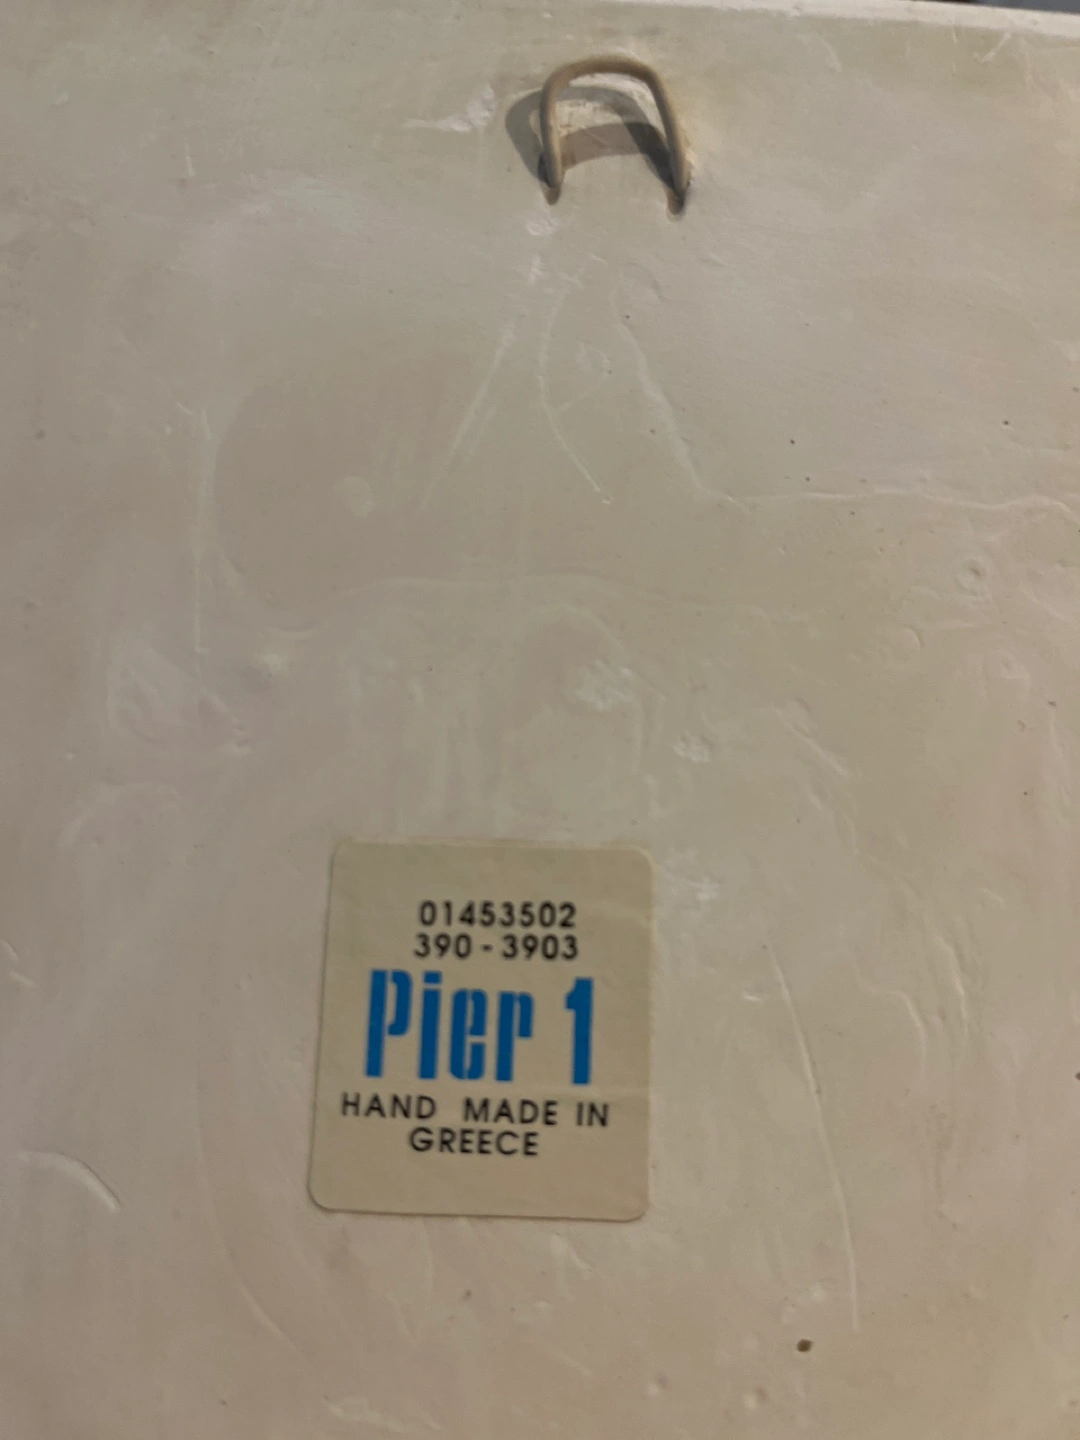 01453502
390 - 3903
Pier 1
HAND MADE IN
GREECE